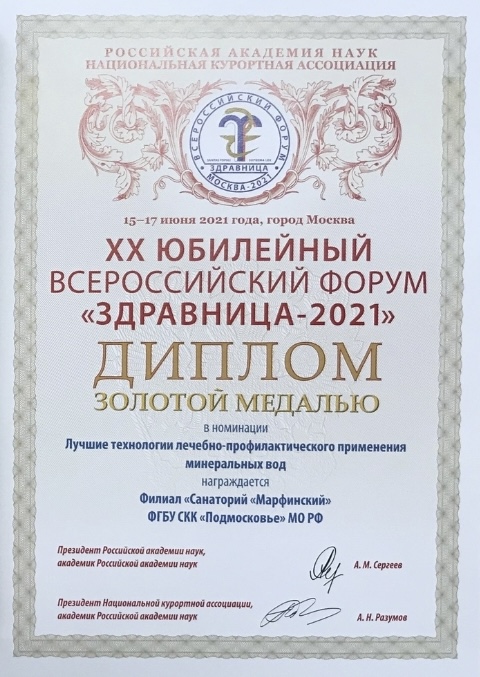 РОССИЙСКАЯ АКАДЕМИЯ НАУК
НАЦИОНАЛЬНАЯ КУРОРТНАЯ АССОЦИАЦИЯ
ВСЕРОССИЙСКИЙ ФОРУМ
ЗДРАВНИЦА
МОСКВА-2021
15–17 июня 2021 года, город Москва
XX ЮБИЛЕЙНЫЙ
ВСЕРОССИЙСКИЙ ФОРУМ
«ЗДРАВНИЦА-2021»
ДИПЛОМ
ЗОЛОТОЙ МЕДАЛЬЮ
в номинации
Лучшие технологии лечебно-профилактического применения
минеральных вод
награждается
Филиал «Санаторий «Марфинский»
ФГБУ СКК «Подмосковье» МО РФ
Президент Российской академии наук,
академик Российской академии наук
А. М. Сергеев
Президент Национальной курортной ассоциации,
академик Российской академии наук
А. Н. Разумов